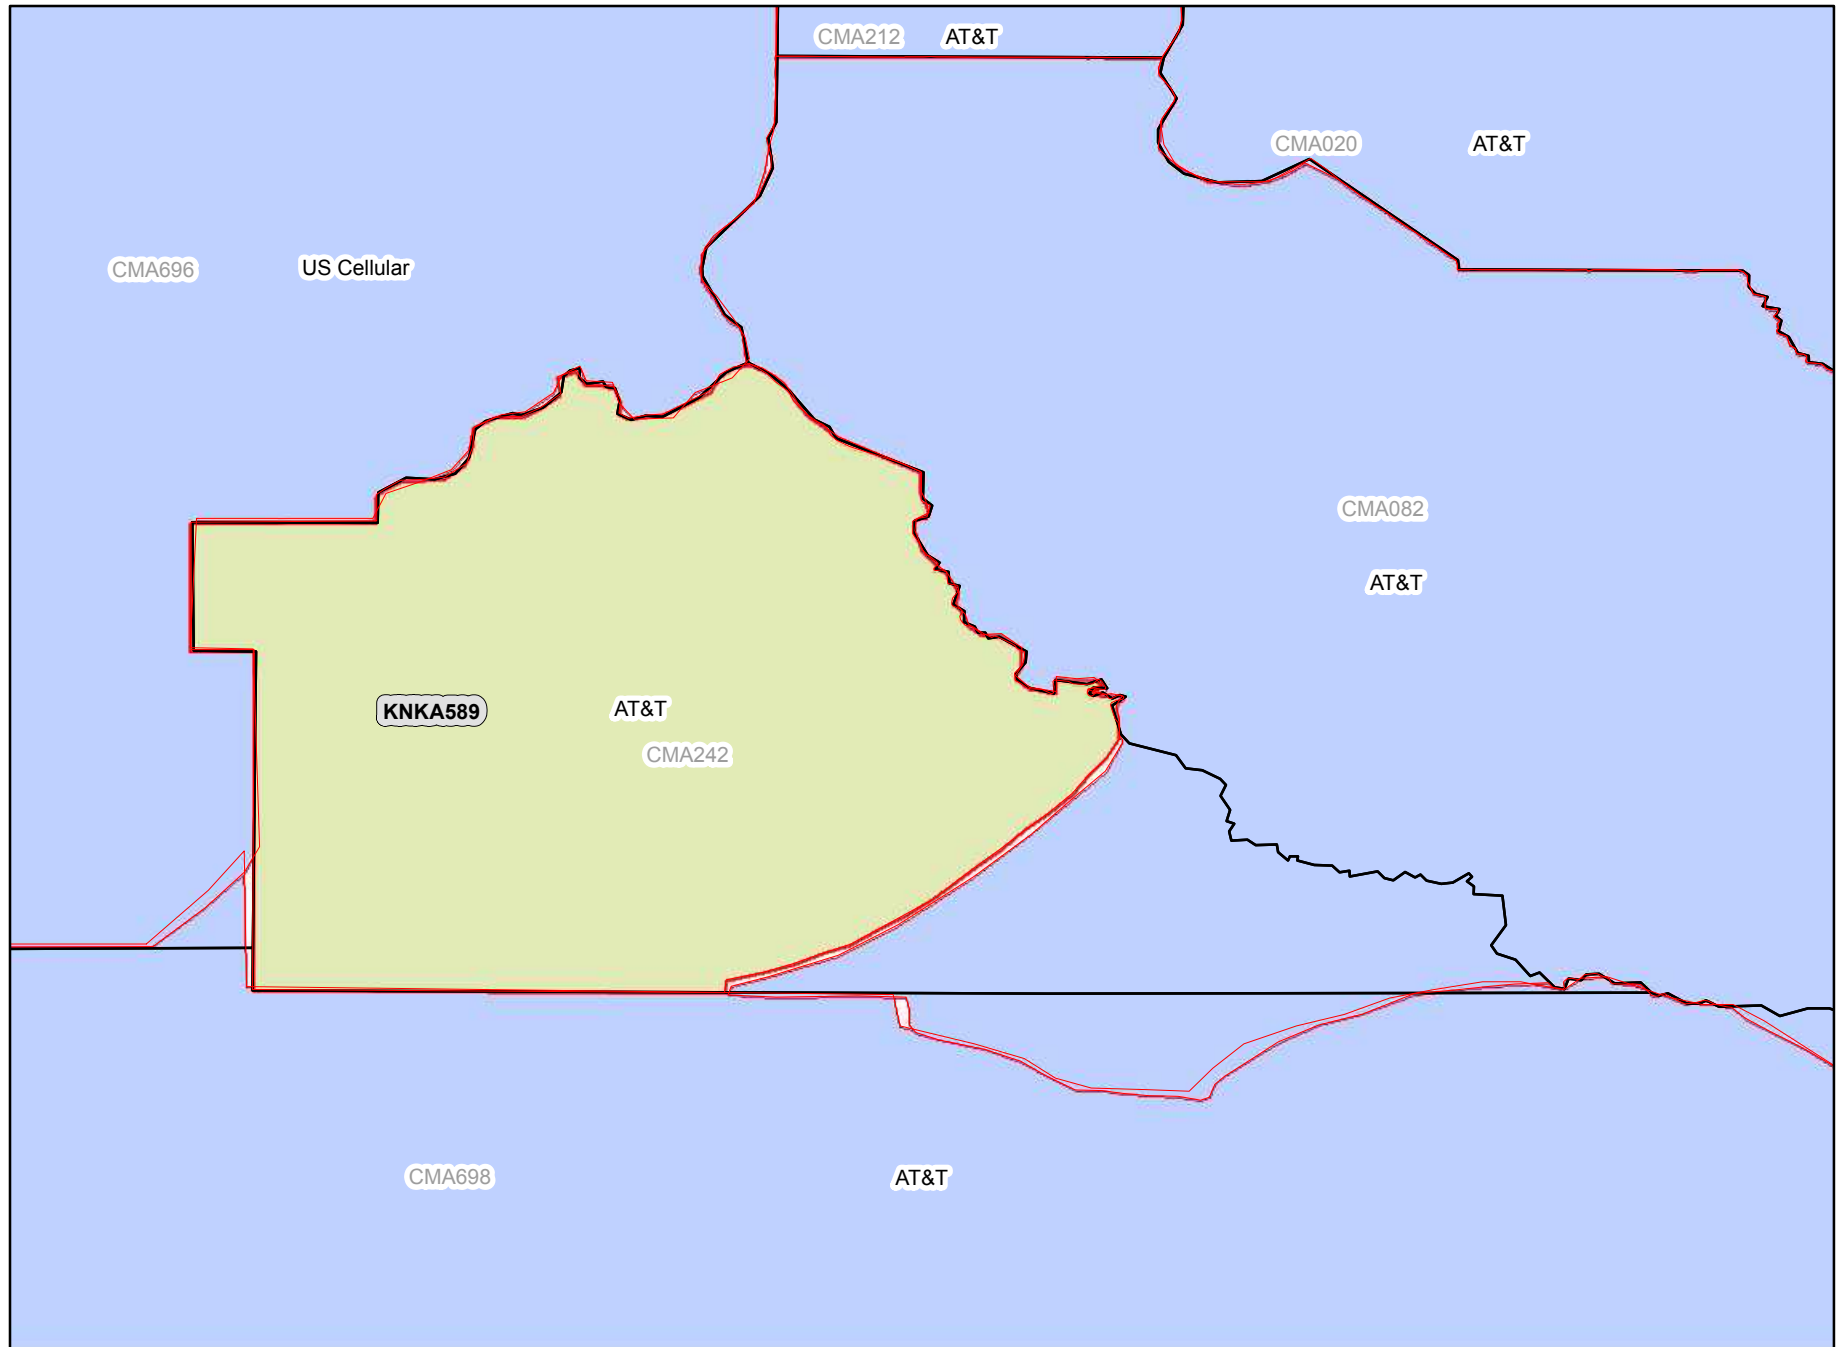 CMA212 AT&T
CMA020 AT&T
CMA696 US Cellular
CMA082
AT&T
KNKA589 AT&T
CMA242
CMA698 AT&T